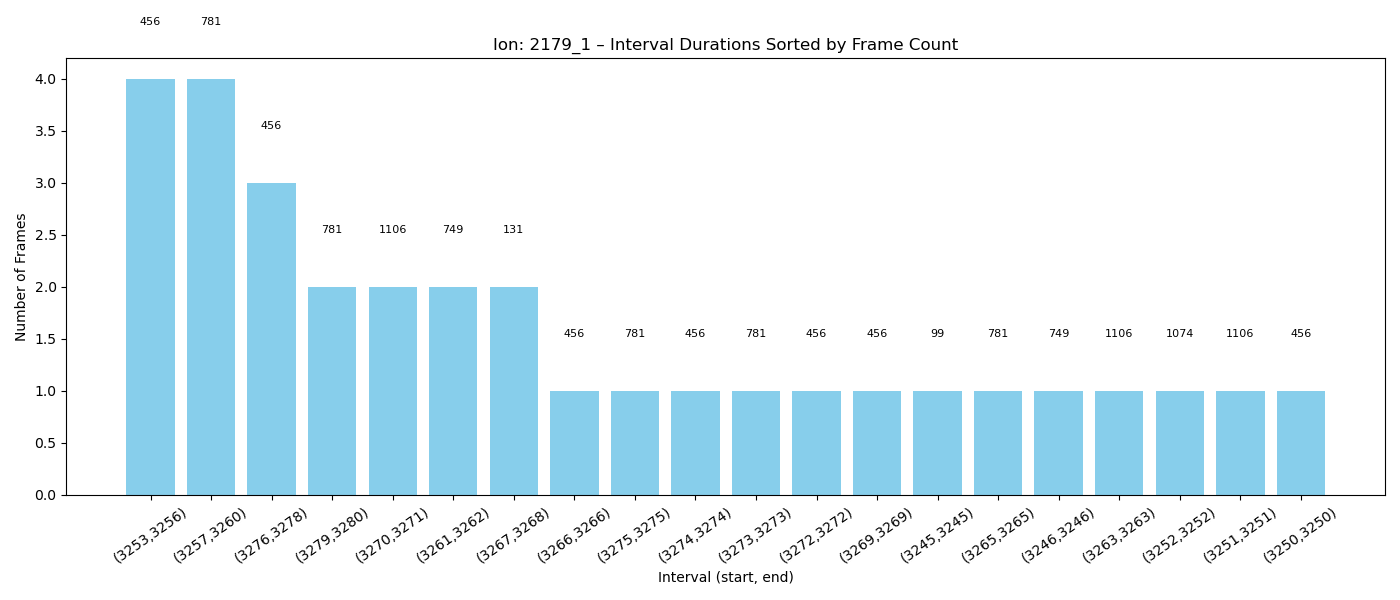 456 781
Ion: 2179_1 – Interval Durations Sorted by Frame Count
4.0
3.5
3.0
2.5
2.0
1.5
1.0
0.5
0.0
Number of Frames
456
781 1106 749 131
456 781 456 781 456 456 99 781 749 1106 1074 1106 456
(3253,3256) (3257,3260) (3276,3278) (3279,3280) (3270,3271) (3261,3262) (3267,3268) (3266,3266) (3275,3275) (3274,3274) (3273,3273) (3272,3272) (3269,3269) (3245,3245) (3265,3265) (3246,3246) (3263,3263) (3252,3252) (3251,3251) (3250,3250)
Interval (start, end)